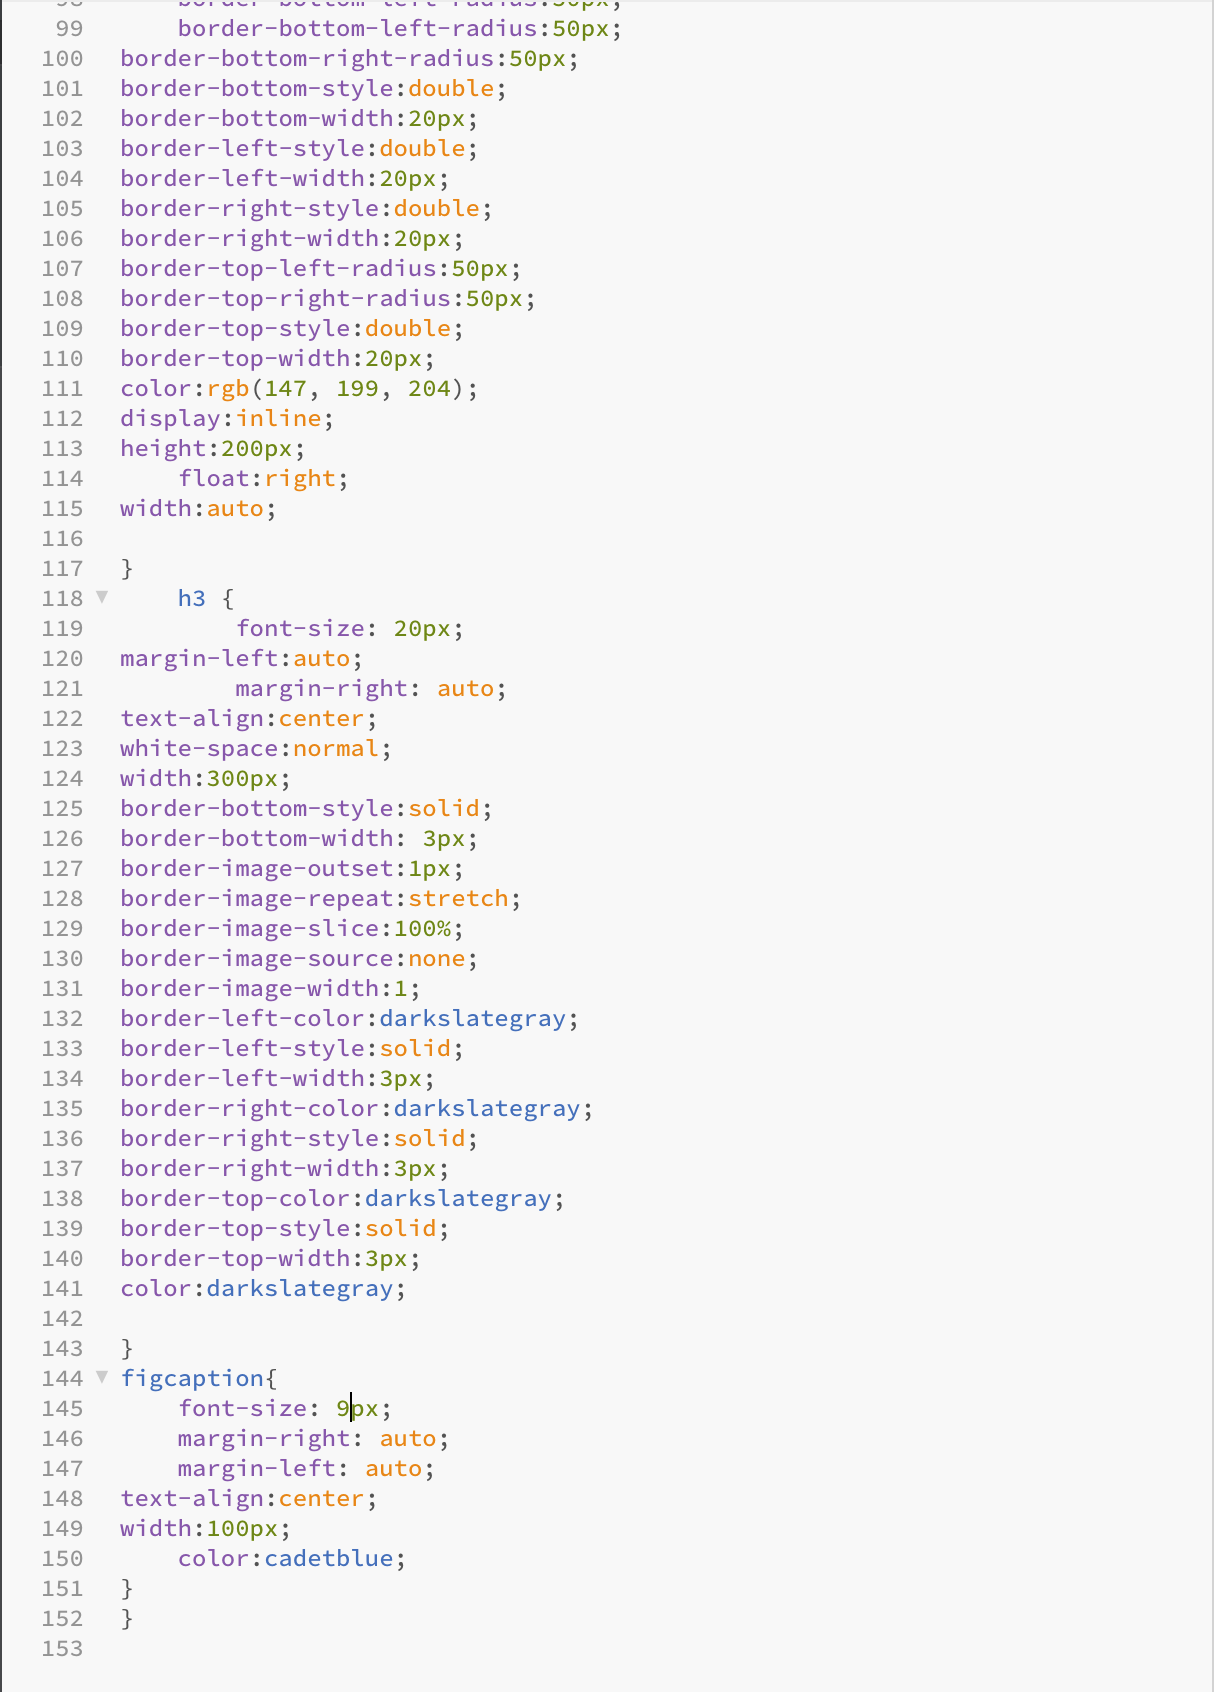 98 border-bottom-left-radius:50px;
99 border-bottom-left-radius:50px;
100 border-bottom-right-radius:50px;
101 border-bottom-style:double;
102 border-bottom-width:20px;
103 border-left-style:double;
104 border-left-width:20px;
105 border-right-style:double;
106 border-right-width:20px;
107 border-top-left-radius:50px;
108 border-top-right-radius:50px;
109 border-top-style:double;
110 border-top-width:20px;
111 color:rgb(147, 199, 204);
112 display:inline;
113 height:200px;
114 float:right;
115 width:auto;
116
117 }
118 h3 {
119 font-size: 20px;
120 margin-left:auto;
121 margin-right: auto;
122 text-align:center;
123 white-space:normal;
124 width:300px;
125 border-bottom-style:solid;
126 border-bottom-width: 3px;
127 border-image-outset:1px;
128 border-image-repeat:stretch;
129 border-image-slice:100%;
130 border-image-source:none;
131 border-image-width:1;
132 border-left-color:darkslategray;
133 border-left-style:solid;
134 border-left-width:3px;
135 border-right-color:darkslategray;
136 border-right-style:solid;
137 border-right-width:3px;
138 border-top-color:darkslategray;
139 border-top-style:solid;
140 border-top-width:3px;
141 color:darkslategray;
142
143 }
144 figcaption{
145 font-size: 9px;
146 margin-right: auto;
147 margin-left: auto;
148 text-align:center;
149 width:100px;
150 color:cadetblue;
151 }
152 }
153